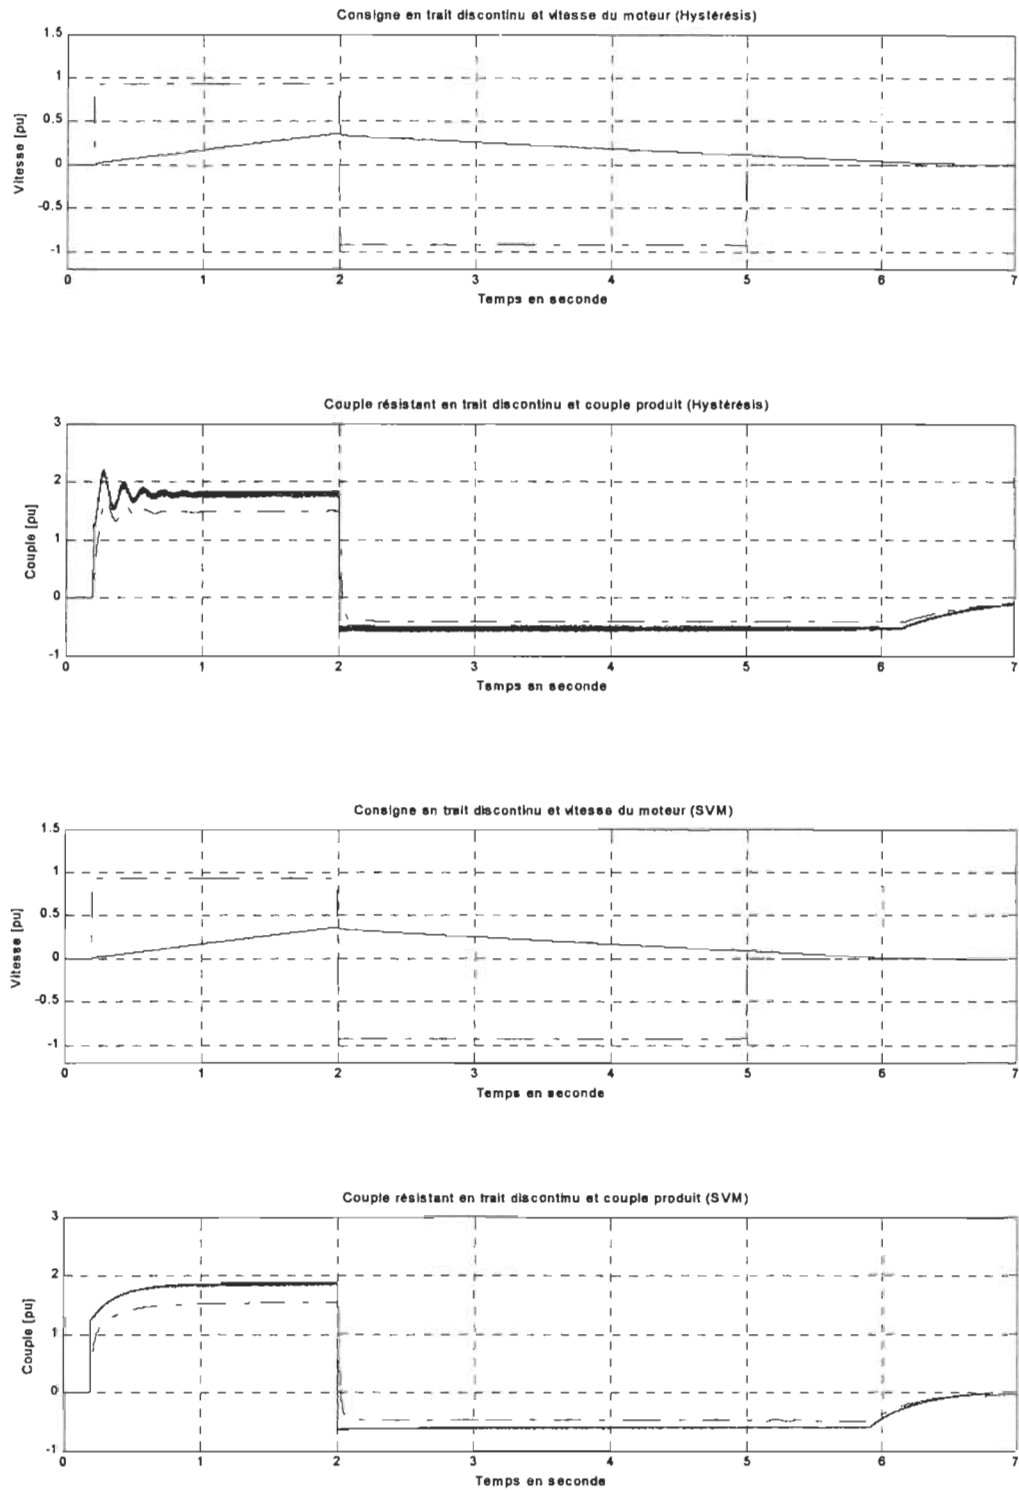 Consigne en trait discontinu et vitesse du moteur (Hystérésis)
1.5
1
0.5
0
-0.5
-1
Vitesse [pu]
0 1 2 3 4 5 6 7
Temps en seconde
Couple résistant en trait discontinu et couple produit (Hystérésis)
3
2
1
0
-1
Couple [pu]
0 1 2 3 4 5 6 7
Temps en seconde
Consigne en trait discontinu et vitesse du moteur (SVM)
1.5
1
0.5
0
-0.5
-1
Vitesse [pu]
0 1 2 3 4 5 6 7
Temps en seconde
Couple résistant en trait discontinu et couple produit (SVM)
3
2
1
0
-1
Couple [pu]
0 1 2 3 4 5 6 7
Temps en seconde